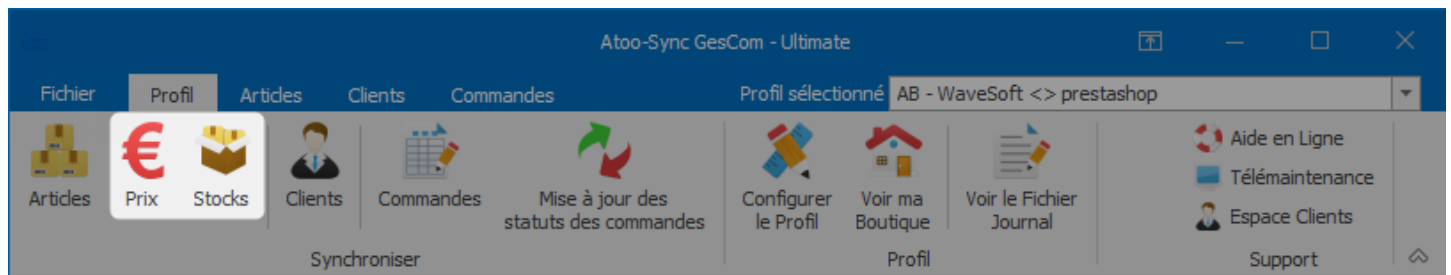 Atoo-Sync GesCom - Ultimate
Fichier Profil Articles Clients Commandes Profil sélectionné AB - WaveSoft <> prestashop
Articles Prix Stocks Clients Commandes Mise à jour des statuts des commandes Configurer le Profil Voir ma Boutique Voir le Fichier Journal
Aide en Ligne
Télémaintenance
Espace Clients
Synchroniser Profil Support